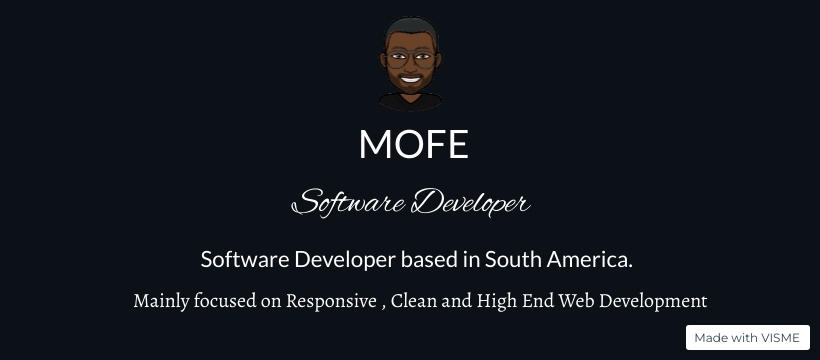 MOFE
Software Developer
Software Developer based in South America.
Mainly focused on Responsive , Clean and High End Web Development
Made with VISME